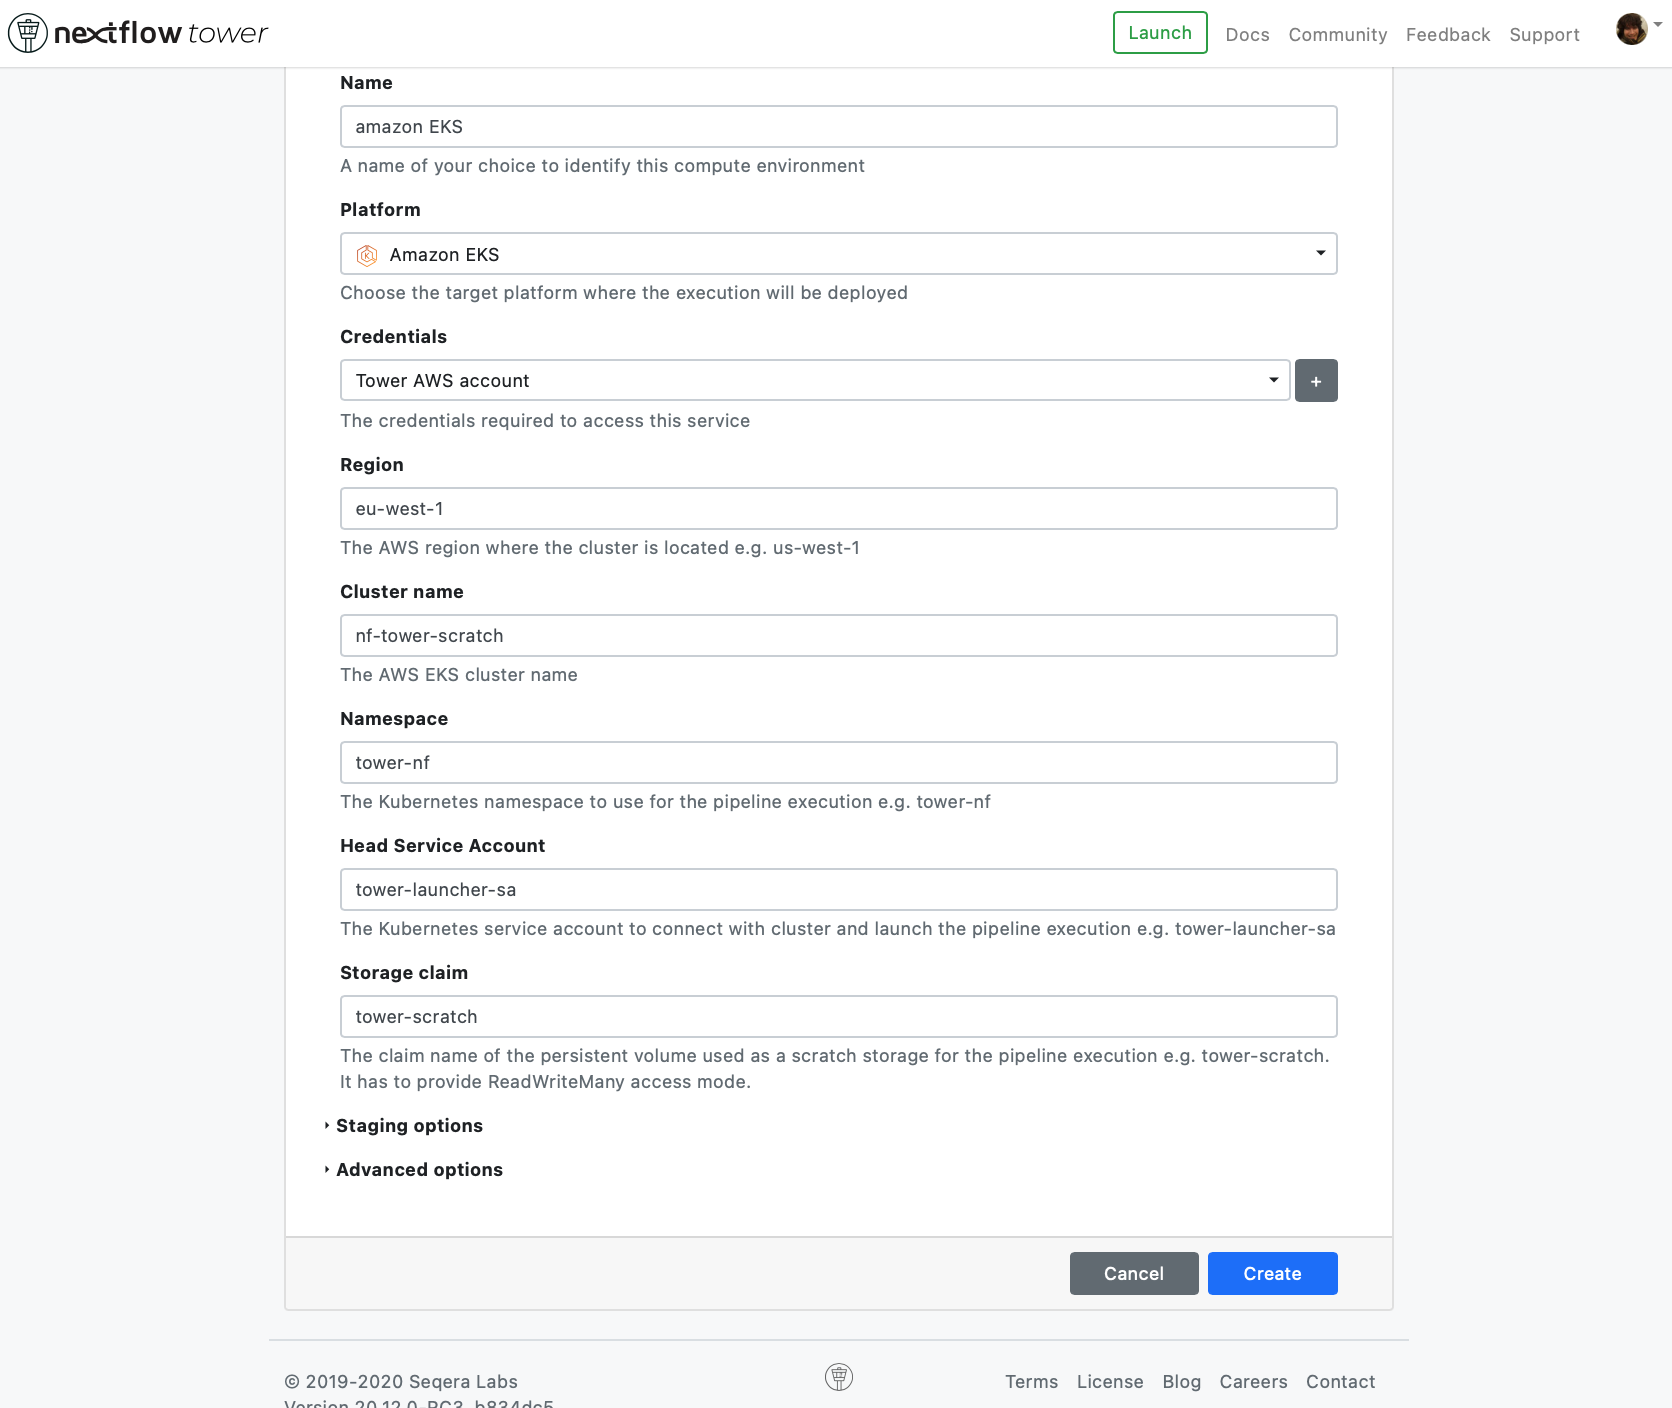 nextflow tower
Launch Docs Community Feedback Support
Name
amazon EKS
A name of your choice to identify this compute environment
Platform
Amazon EKS
Choose the target platform where the execution will be deployed
Credentials
Tower AWS account
+
The credentials required to access this service
Region
eu-west-1
The AWS region where the cluster is located e.g. us-west-1
Cluster name
nf-tower-scratch
The AWS EKS cluster name
Namespace
tower-nf
The Kubernetes namespace to use for the pipeline execution e.g. tower-nf
Head Service Account
tower-launcher-sa
The Kubernetes service account to connect with cluster and launch the pipeline execution e.g. tower-launcher-sa
Storage claim
tower-scratch
The claim name of the persistent volume used as a scratch storage for the pipeline execution e.g. tower-scratch.
It has to provide ReadWriteMany access mode.
Staging options
Advanced options
Cancel Create
© 2019-2020 Seqera Labs
Terms License Blog Careers Contact
Version 20.12.0-RC3_b834dc5